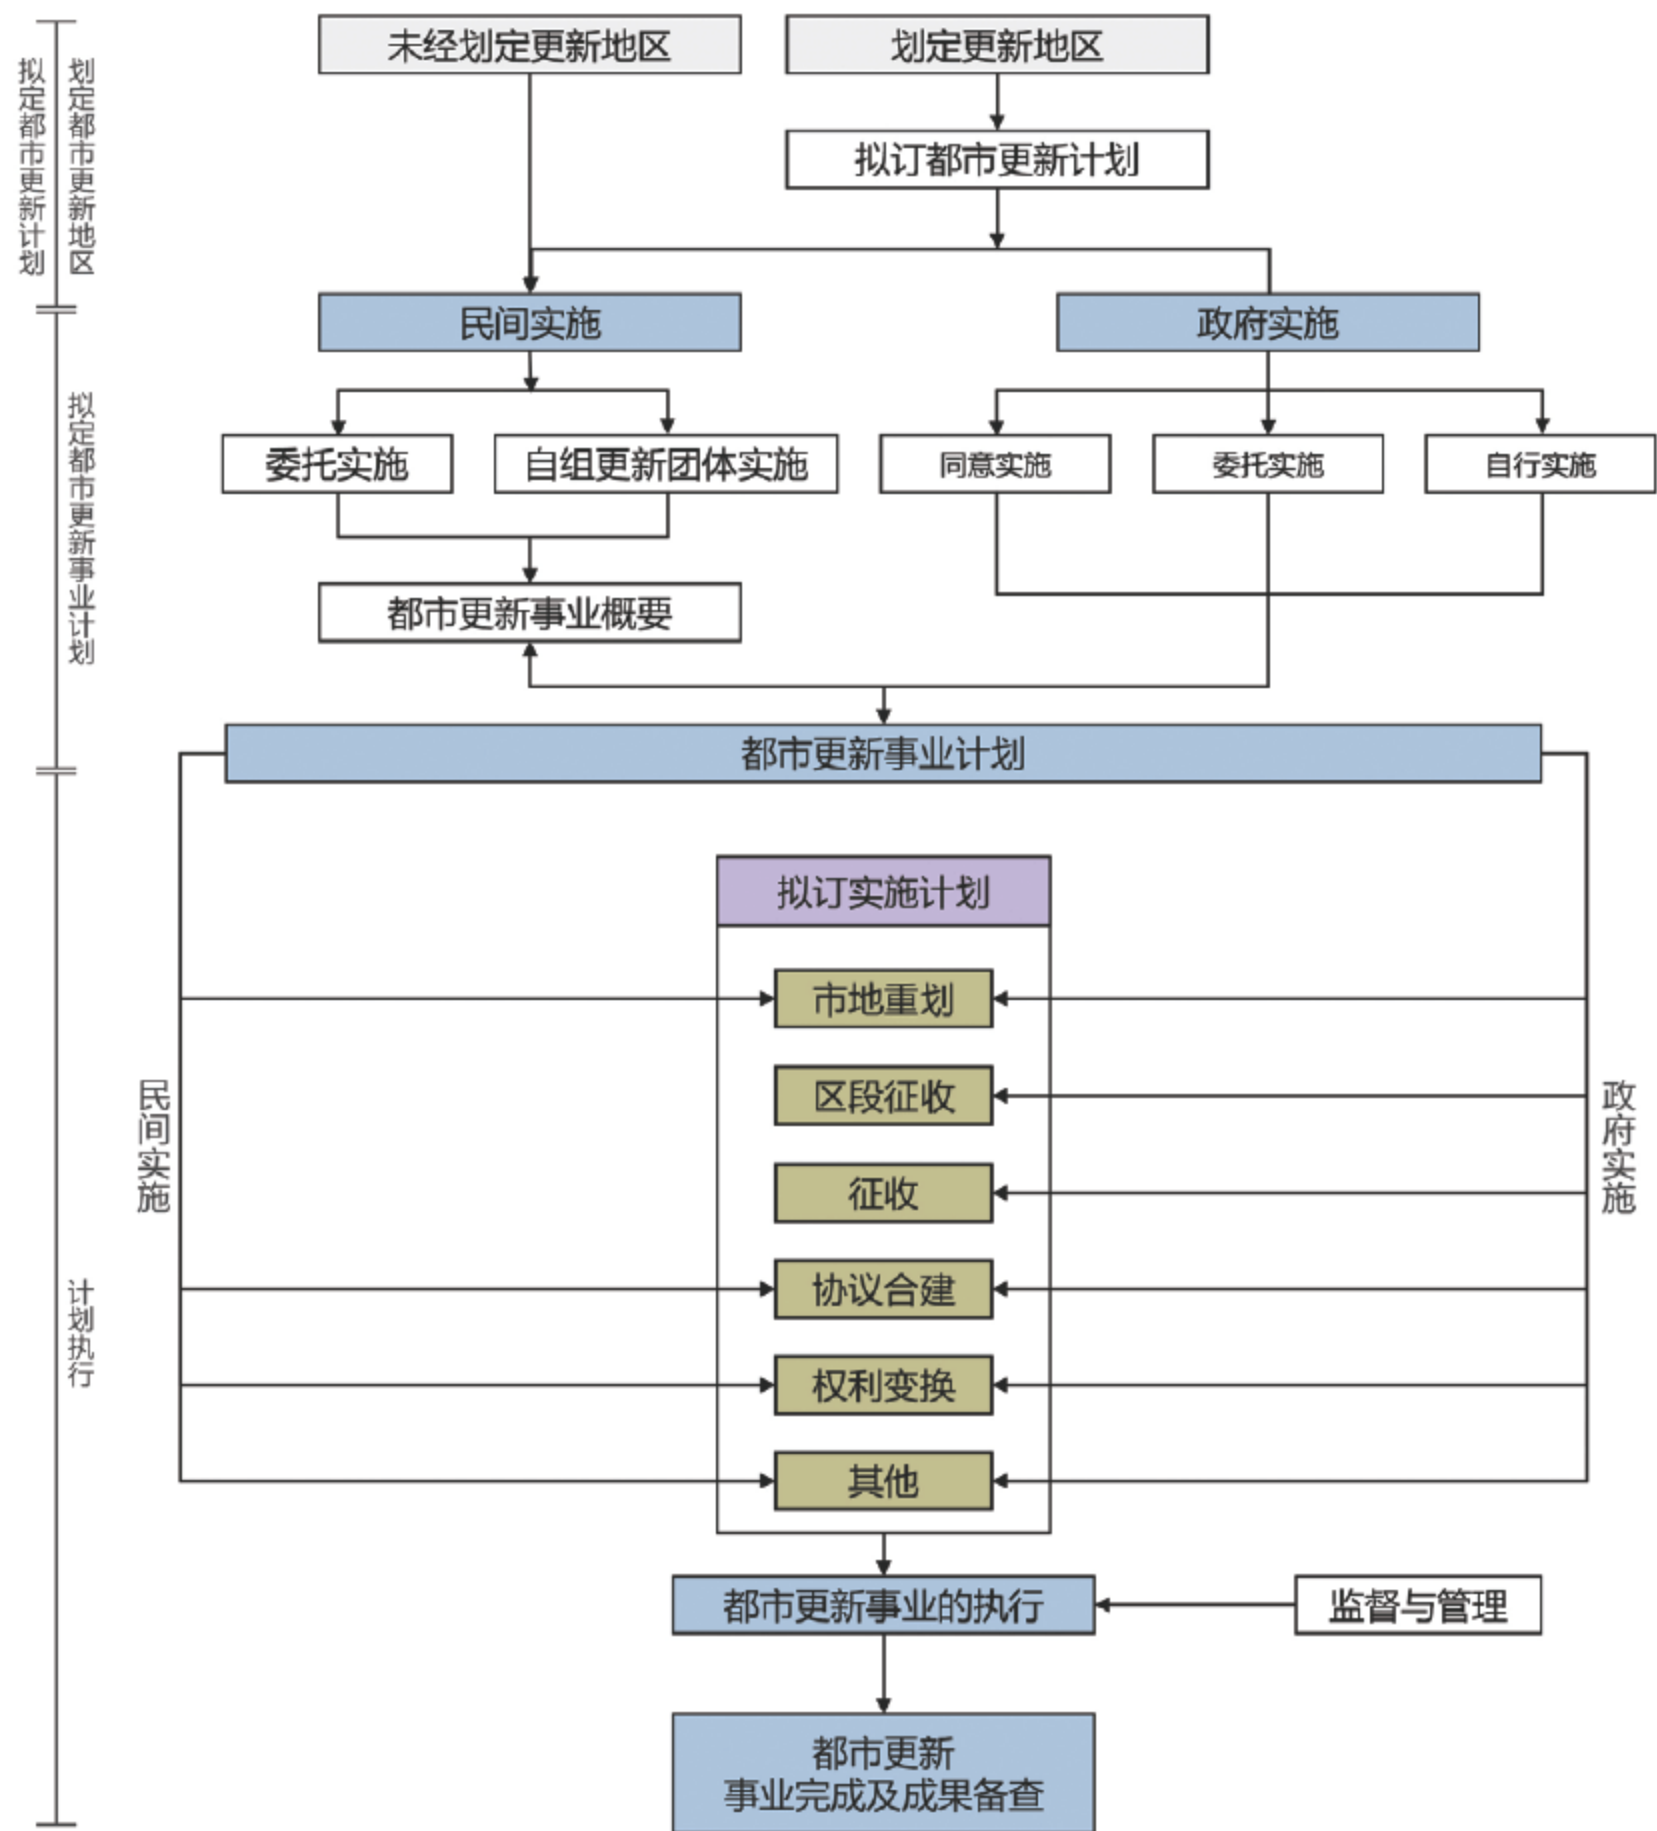 未经划定更新地区
划定更新地区
拟定都市更新计划
划定都市更新地区
拟订都市更新计划
民间实施
政府实施
拟定都市更新事业计划
委托实施
自组更新团体实施
同意实施
委托实施
自行实施
都市更新事业概要
都市更新事业计划
拟订实施计划
市地重划
区段征收
征收
协议合建
权利变换
其他
民间实施
政府实施
计划执行
都市更新事业的执行
监督与管理
都市更新
事业完成及成果备查